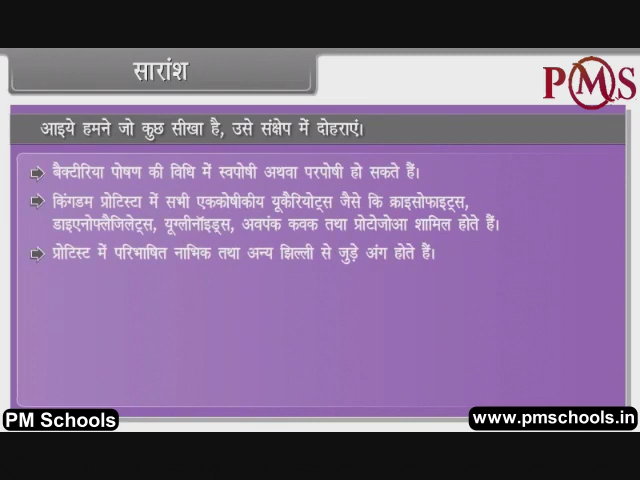 सारांश
PMS
आइये हमने जो कुछ सीखा है, उसे संक्षेप में दोहराएं।
बैक्टीरिया पोषण की विधि में स्वपोषी अथवा परपोषी हो सकते हैं।
किंगडम प्रोटिस्टा में सभी एककोषीकीय यूकैरियोट्स जैसे कि क्राइसोफाइट्स,
डाइएनोफ्लैजिलेट्स, यूग्लीनॉइड्स, अवपंक कवक तथा प्रोटोजोआ शामिल होते हैं।
प्रोटिस्ट में परिभाषित नाभिक तथा अन्य झिल्ली से जुड़े अंग होते हैं।
PM Schools
www.pmschools.in